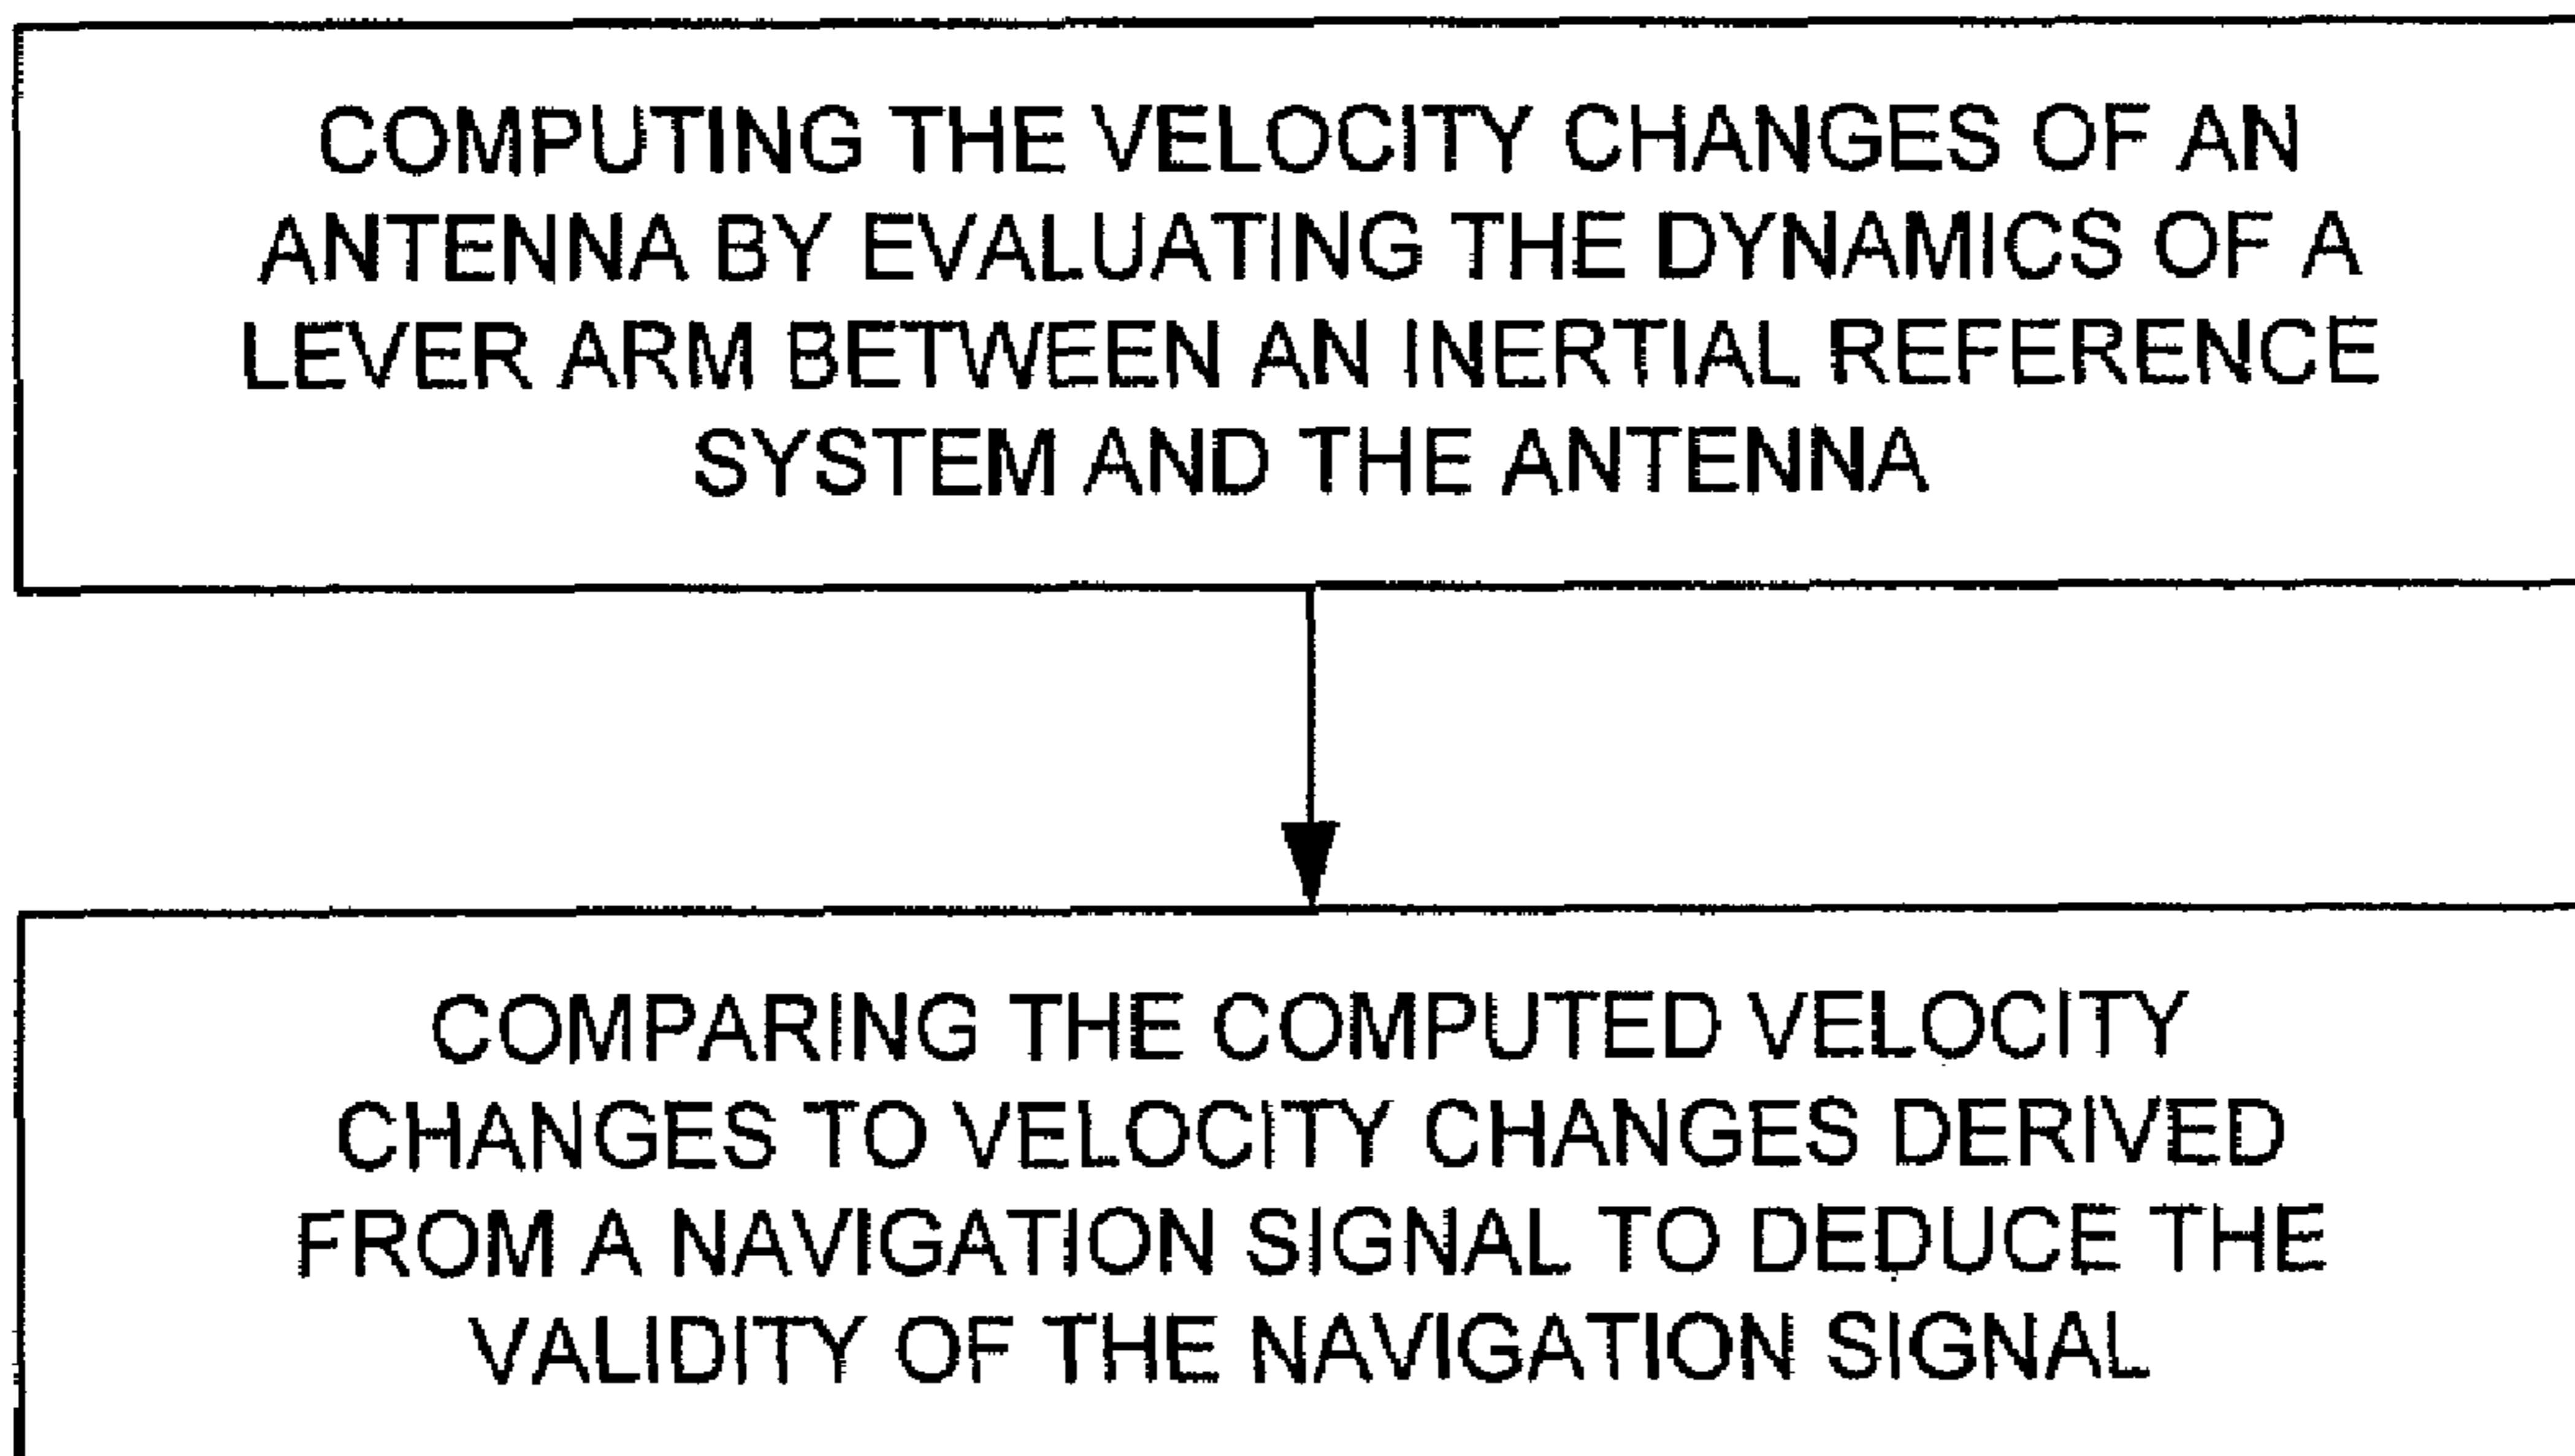 COMPUTING THE VELOCITY CHANGES OF AN
ANTENNA BY EVALUATING THE DYNAMICS OF A
LEVER ARM BETWEEN AN INERTIAL REFERENCE
SYSTEM AND THE ANTENNA
COMPARING THE COMPUTED VELOCITY
CHANGES TO VELOCITY CHANGES DERIVED
FROM A NAVIGATION SIGNAL TO DEDUCE THE
VALIDITY OF THE NAVIGATION SIGNAL